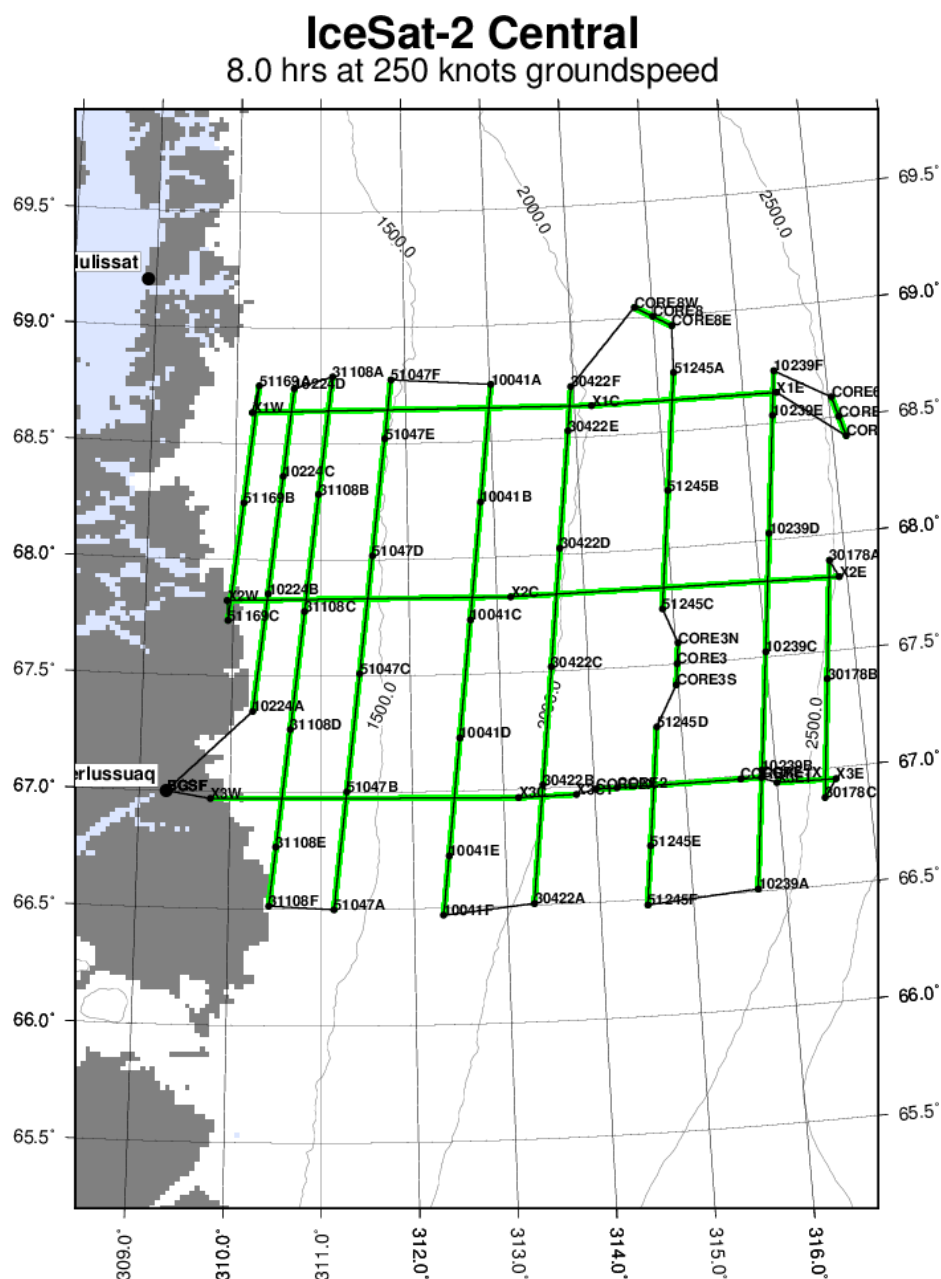 IceSat-2 Central
8.0 hrs at 250 knots groundspeed
69.5°
69.5°
2000.0
2500.0
1500.0
lulissat
69.0°
69.0°
CORE8W
CORE8
CORE8E
51169A
10224D
31108A
51047F
10041A
30422F
51245A
10239F
X1W
X1C
X1E
CORE6
10239E
CORE
COR
68.5°
68.5°
51047E
30422E
10224C
31108B
51169B
10041B
51245B
68.0°
68.0°
51047D
30422D
10239D
30178A
X2W
10224B
X2C
X2E
51169C
31108C
10041C
51245C
67.5°
67.5°
51047C
30422C
CORE3N
CORE3
CORE3S
10239C
30178B
10224A
31108D
1500.0
10041D
51245D
2500.0
67.0°
67.0°
erlussuaq
BGSF
X3W
51047B
X3C
30422B
10239B
X3E
30178C
31108E
10041E
51245E
66.5°
66.5°
31108F
51047A
10041F
30422A
51245F
10239A
66.0°
66.0°
65.5°
65.5°
309.0°
310.0°
311.0°
312.0°
313.0°
314.0°
315.0°
316.0°